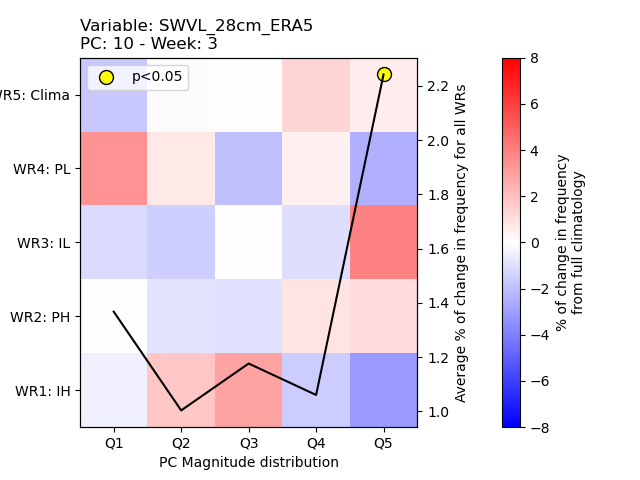 Variable: SWVL_28cm_ERA5
PC: 10 - Week: 3
p<0.05
R5: Clima
WR4: PL
WR3: IL
WR2: PH
WR1: IH
Q1 Q2 Q3 Q4 Q5
PC Magnitude distribution
2.2
2.0
1.8
1.6
1.4
1.2
1.0
Average % of change in frequency for all WRs
8
6
4
2
0
−2
−4
−6
−8
% of change in frequency
from full climatology